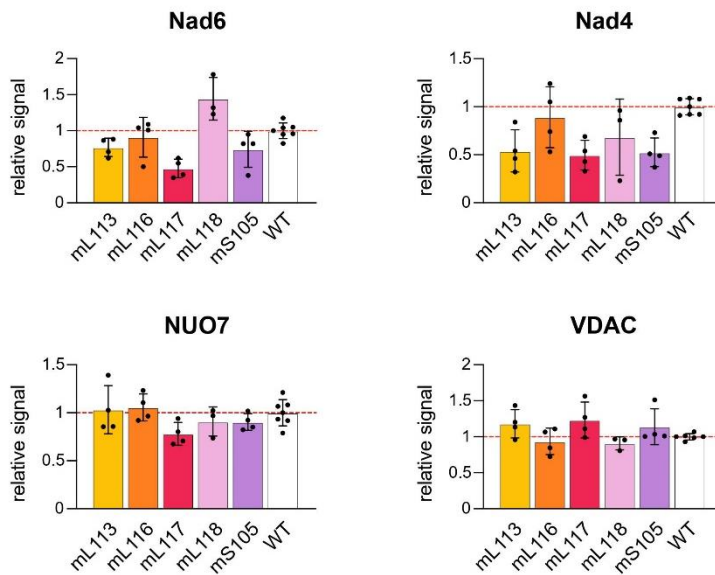 Nad6
relative signal
2
1.5
1
0.5
0
mL113
mL116
mL117
mL118
mS105
WT
Nad4
relative signal
1.5
1
0.5
0
mL113
mL116
mL117
mL118
mS105
WT
NUO7
relative signal
1.5
1
0.5
0
mL113
mL116
mL117
mL118
mS105
WT
VDAC
relative signal
2
1.5
1
0.5
0
mL113
mL116
mL117
mL118
mS105
WT